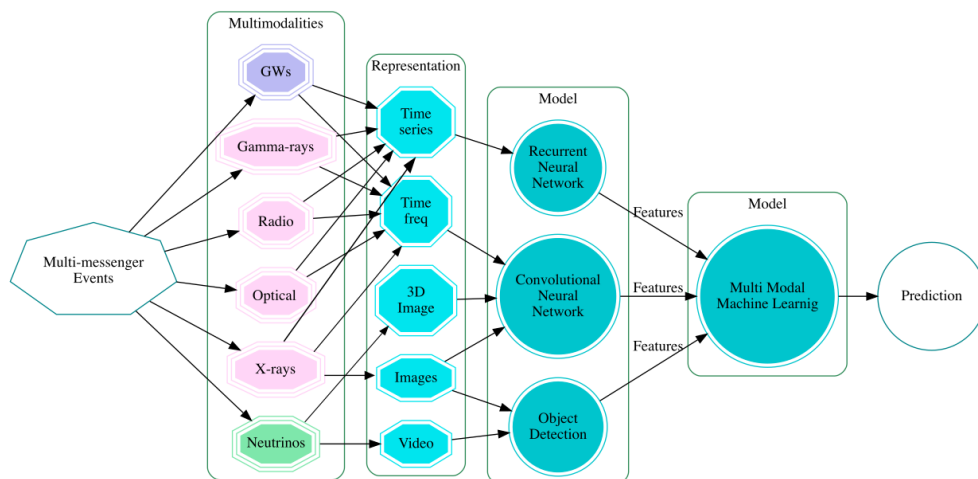 Multimodalities
GWs
Gamma-rays
Radio
Optical
X-rays
Neutrinos
Multi-messenger
Events
Representation
Time
series
Time
freq
3D
Image
Images
Video
Model
Recurrent
Neural
Network
Convolutional
Neural
Network
Object
Detection
Features
Features
Features
Model
Multi Modal
Machine Learnig
Prediction